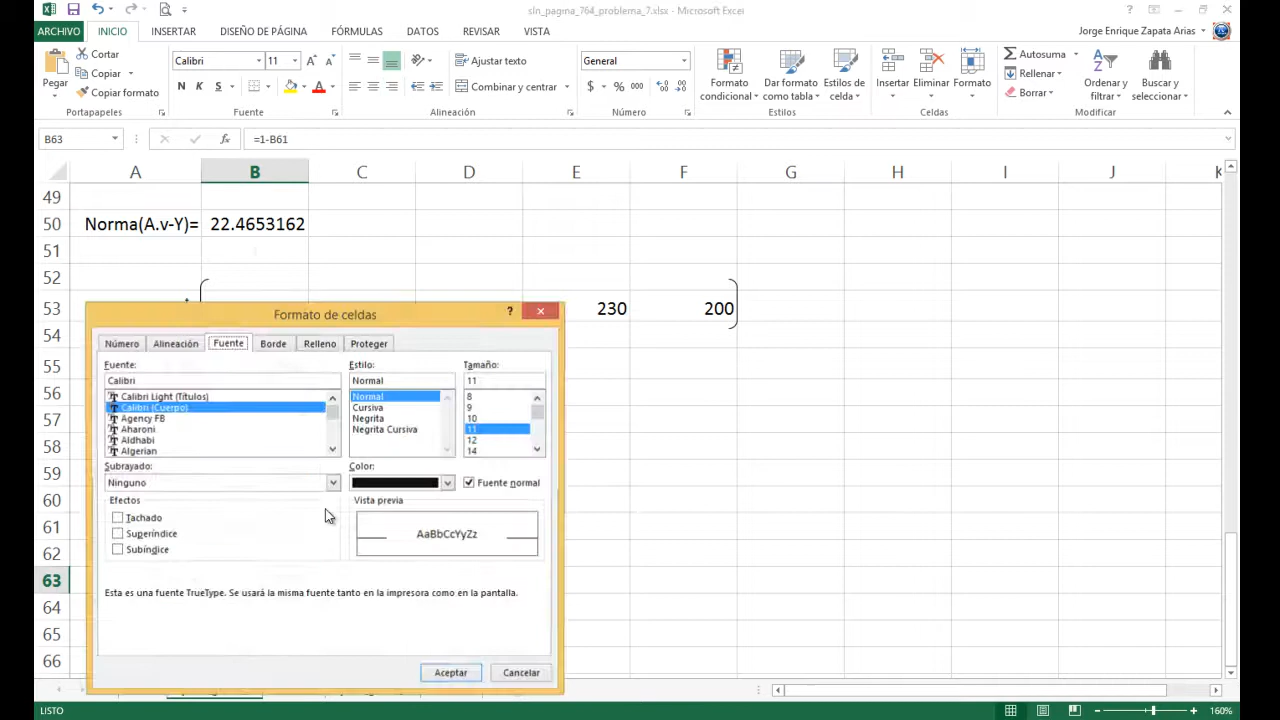 sln_pagina_764_problema_7.xlsx - Microsoft Excel
ARCHIVO INICIO INSERTAR DISEÑO DE PÁGINA FÓRMULAS DATOS REVISAR VISTA Jorge Enrique Zapata Arias
Pegar
Cortar
Copiar
Copiar formato
Portapapeles
Calibri 11
N K S
Fuente
Ajustar texto
Combinar y centrar
Alineación
General
$ % 000
Número
Formato condicional
Dar formato como tabla
Estilos de celda
Estilos
Insertar Eliminar Formato
Celdas
Autosuma
Rellenar
Borrar
Ordenar y filtrar
Buscar y seleccionar
Modificar
B63 fx =1-B61
A B C D E F G H I J K
49
50 Norma(A.v-Y)= 22.4653162
51
52
53 230 200
54
55
56
57
58
59
60
61
62
63
64
65
66
Formato de celdas ?
Número Alineación Fuente Borde Relleno Proteger
Fuente: Estilo: Tamaño:
Calibri Normal 11
Calibri Light (Títulos) Normal 8
Calibri (Cuerpo) Cursiva 9
Agency FB Negrita 10
Aharoni Negrita Cursiva 11
Aldhabi 12
Algerian 14
Subrayado: Color:
Ninguno Fuente normal
Efectos Vista previa
Tachado
Superíndice AaBbCcYyZz
Subíndice
Esta es una fuente TrueType. Se usará la misma fuente tanto en la impresora como en la pantalla.
Aceptar Cancelar
LISTO 160%